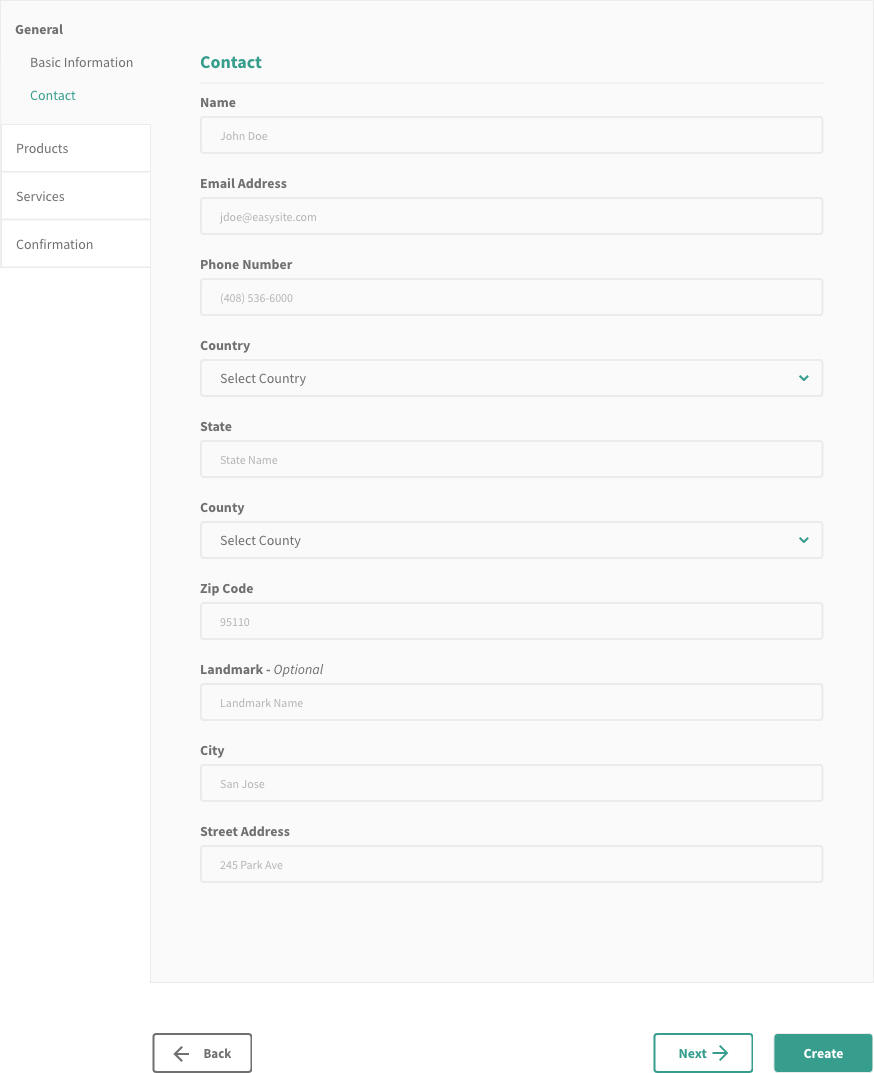 General
Basic Information
Contact
Products
Services
Confirmation
Contact
Name
John Doe
Email Address
jdoe@easysite.com
Phone Number
(408) 536-6000
Country
Select Country
State
State Name
County
Select County
Zip Code
95110
Landmark - Optional
Landmark Name
City
San Jose
Street Address
245 Park Ave
Back
Next
Create